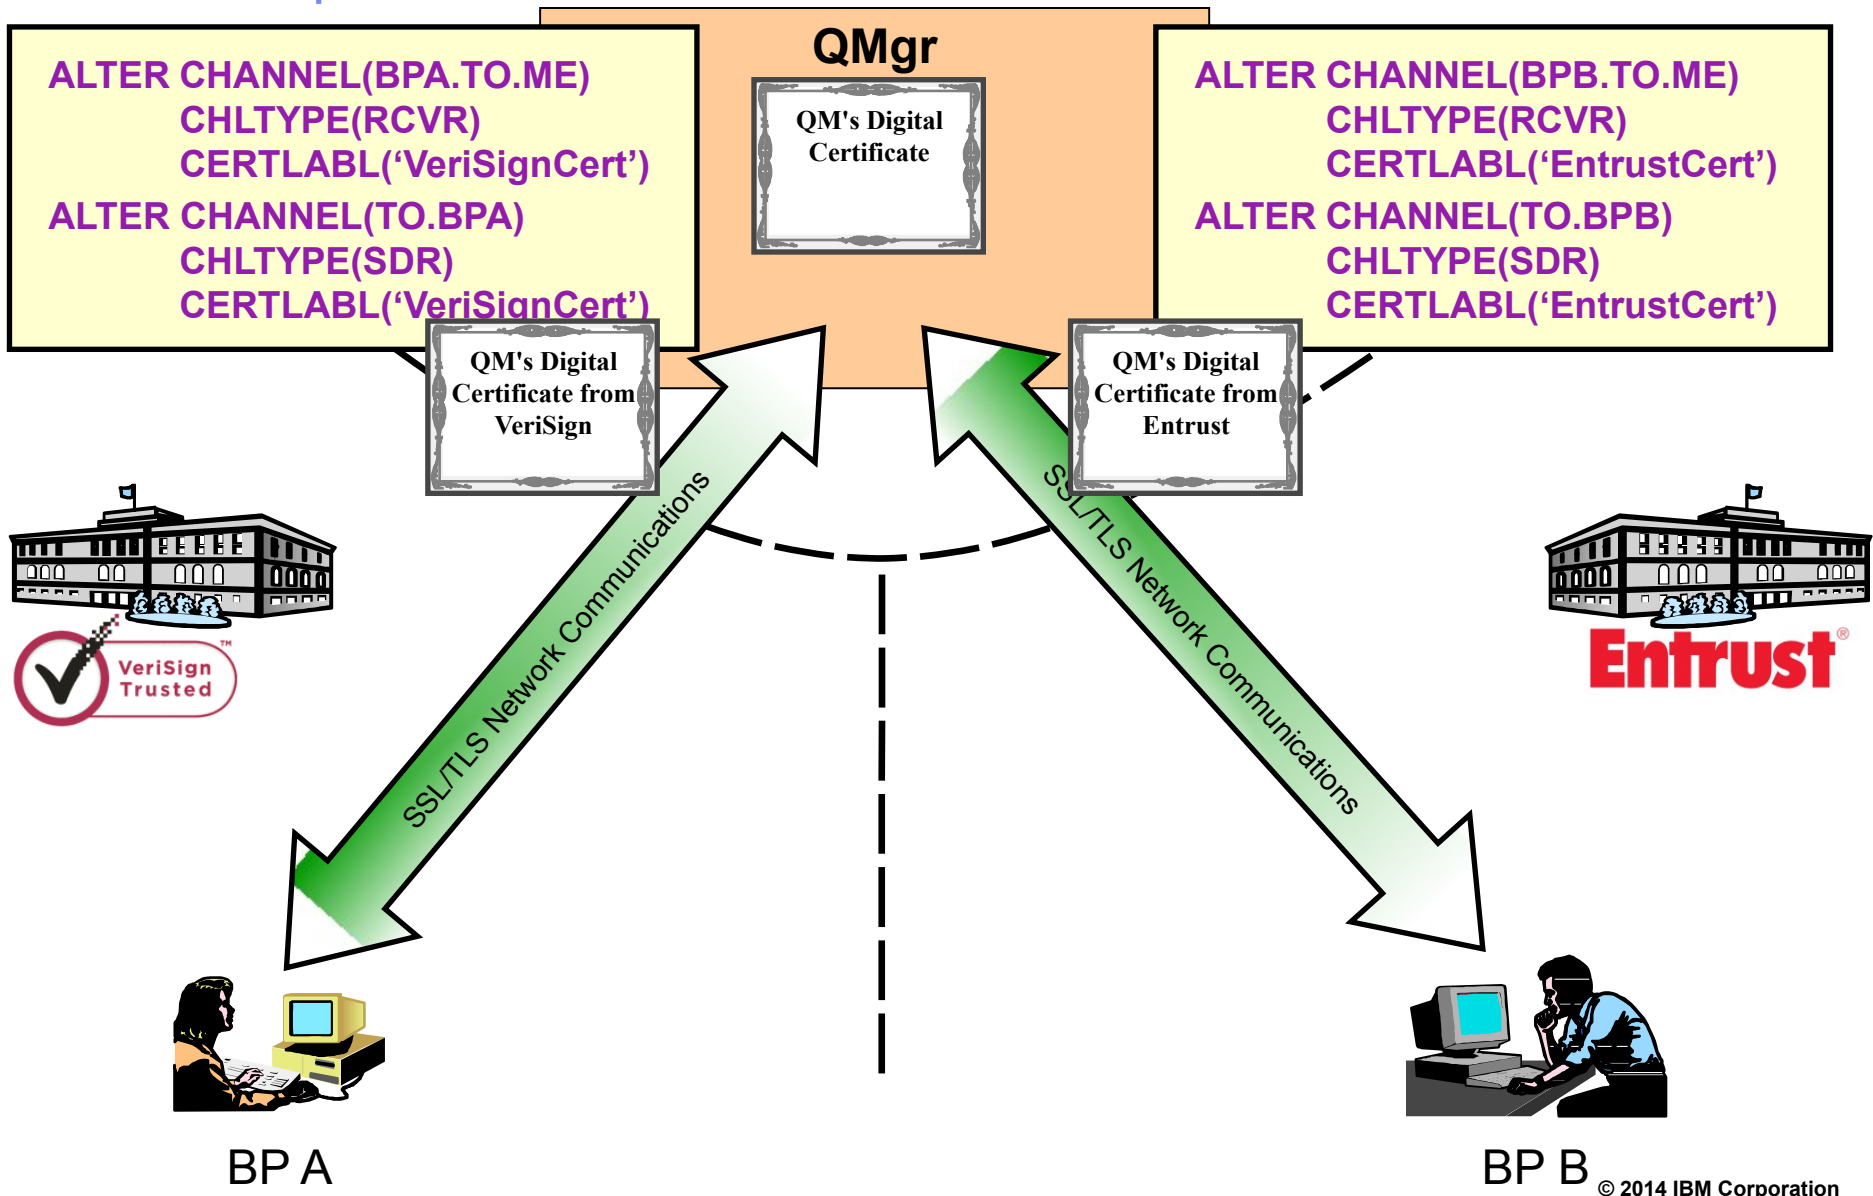 QMgr
ALTER CHANNEL(BPA.TO.ME)
CHLTYPE(RCVR)
CERTLABL(‘VeriSignCert’)
ALTER CHANNEL(TO.BPA)
CHLTYPE(SDR)
CERTLABL(‘VeriSignCert’)
QM's Digital
Certificate
ALTER CHANNEL(BPB.TO.ME)
CHLTYPE(RCVR)
CERTLABL(‘EntrustCert’)
ALTER CHANNEL(TO.BPB)
CHLTYPE(SDR)
CERTLABL(‘EntrustCert’)
QM's Digital
Certificate from
VeriSign
QM's Digital
Certificate from
Entrust
SSL/TLS Network Communications
SSL/TLS Network Communications
VeriSign™
Trusted
Entrust®
BP A
BP B
© 2014 IBM Corporation